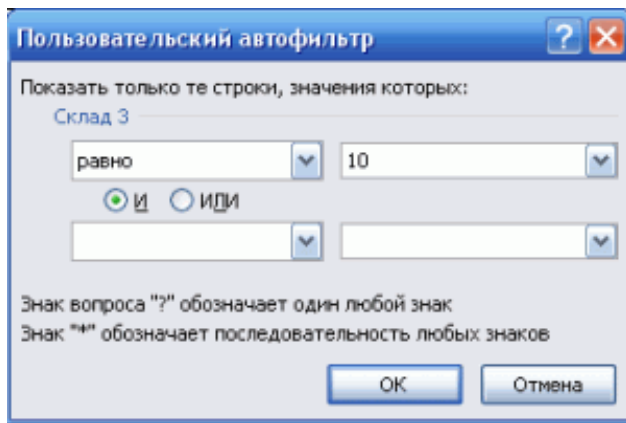 Пользовательский автофильтр
Показать только те строки, значения которых:
Склад 3
равно 10
И ИЛИ
Знак вопроса "?" обозначает один любой знак
Знак "*" обозначает последовательность любых знаков
ОК Отмена